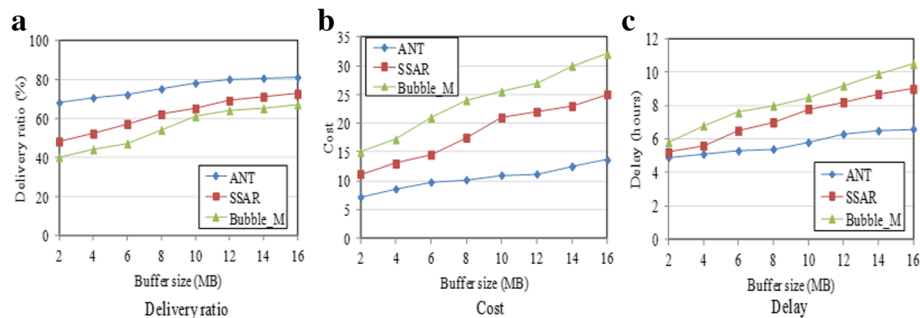 a
Delivery ratio (%)
100
80
60
40
20
0
ANT
SSAR
Bubble_M
2 4 6 8 10 12 14 16
Buffer size (MB)
Delivery ratio
b
Cost
35
30
25
20
15
10
5
0
ANT
SSAR
Bubble_M
2 4 6 8 10 12 14 16
Buffer size (MB)
Cost
c
Delay (hours)
12
10
8
6
4
2
0
ANT
SSAR
Bubble_M
2 4 6 8 10 12 14 16
Buffer size (MB)
Delay